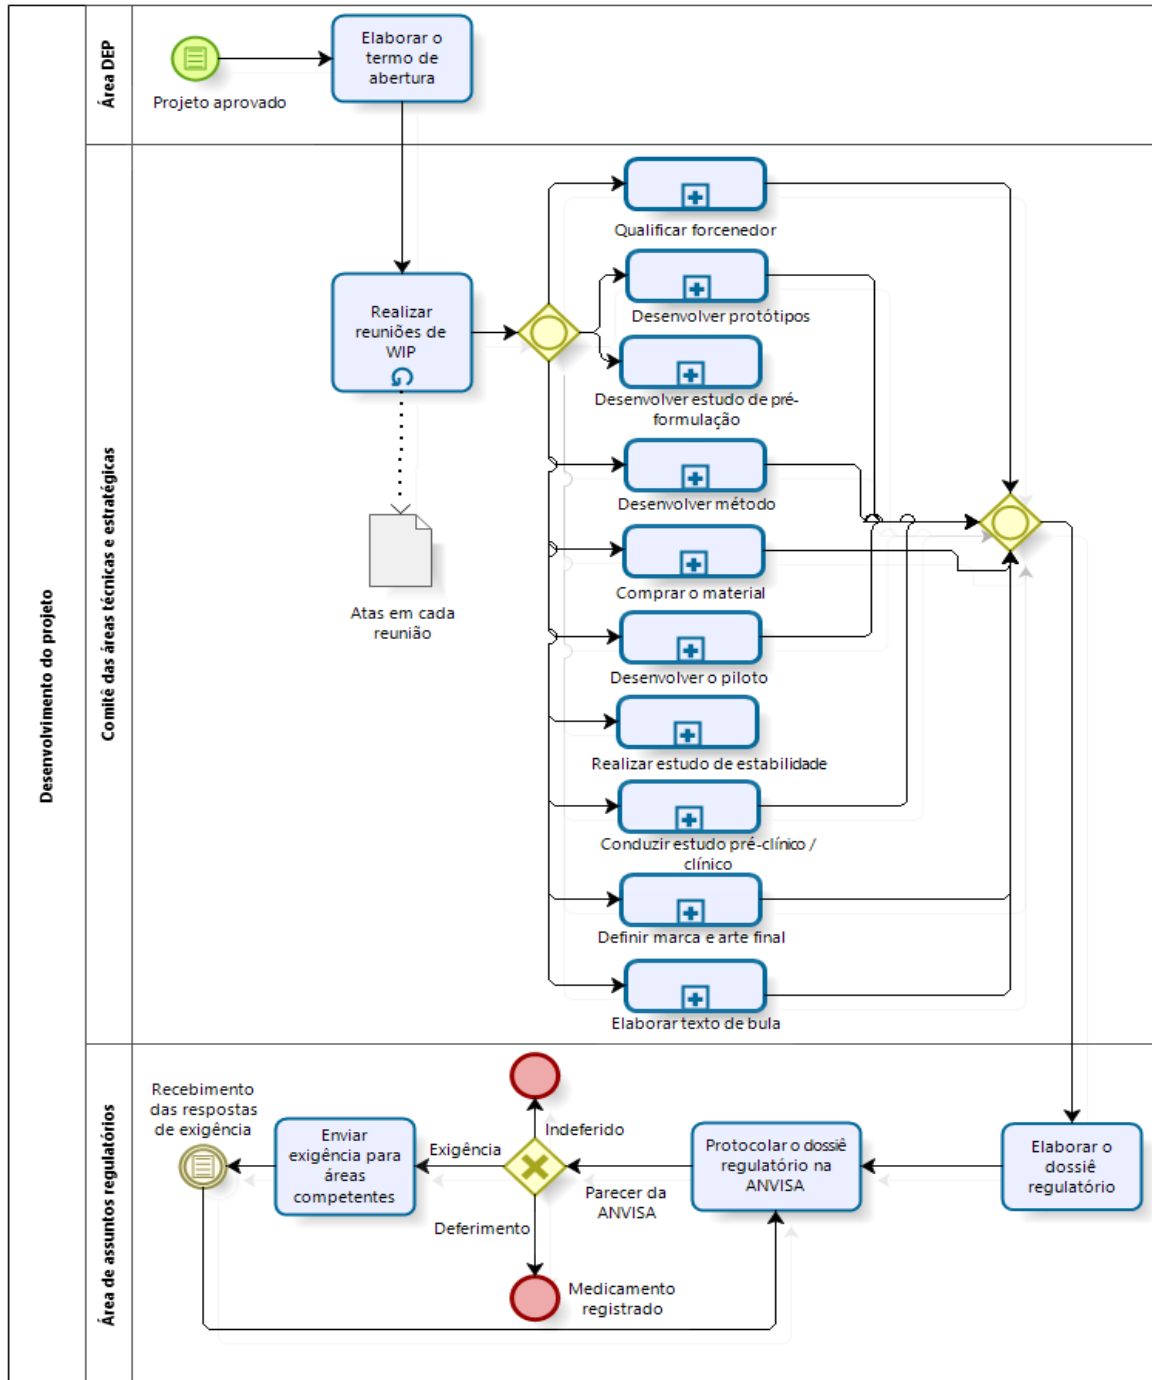 Desenvolvimento do projeto
Área DEP
Projeto aprovado
Elaborar o
termo de
abertura
Comitê das áreas técnicas e estratégicas
Realizar
reuniões de
WIP
Atas em cada
reunião
Qualificar forcenedor
Desenvolver protótipos
Desenvolver estudo de pré-
formulação
Desenvolver método
Comprar o material
Desenvolver o piloto
Realizar estudo de estabilidade
Conduzir estudo pré-clínico /
clínico
Definir marca e arte final
Elaborar texto de bula
Área de assuntos regulatórios
Recebimento
das respostas
de exigência
Enviar
exigência para
áreas
competentes
Exigência
Indeferido
Deferimento
Medicamento
registrado
Parecer da
ANVISA
Protocolar o dossiê
regulatório na
ANVISA
Elaborar o
dossiê
regulatório